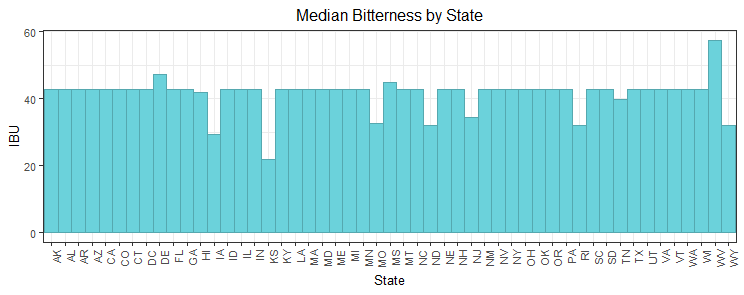 Median Bitterness by State
60
40
20
0
IBU
AK AL AR AZ CA CO CT DC DE FL GA HI IA ID IL IN KS KY LA MA MD ME MI MN MO MS MT NC ND NE NH NJ NM NV NY OH OK OR PA RI SC SD TN TX UT VA VT WA WI WV WY
State